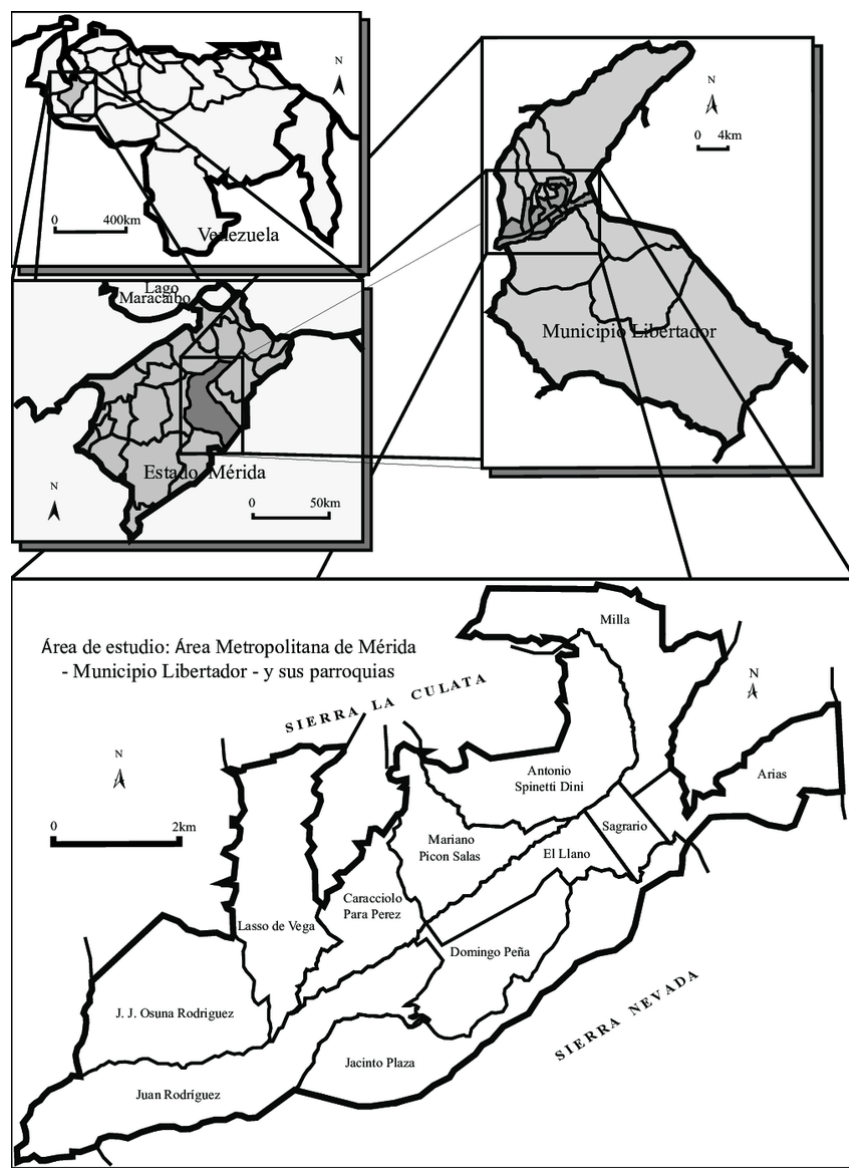 N
0 400km
Venezuela
N
0 4km
Municipio Libertador
Lago
Maracaibo
Estado Mérida
N
0 50km
Área de estudio: Área Metropolitana de Mérida
- Municipio Libertador - y sus parroquias
SIERRA LA CULATA
N
0 2km
N
Milla
Arias
Antonio
Spinetti Dini
Sagrario
Mariano
Picon Salas
El Llano
Caracciolo
Para Perez
Lasso de Vega
Domingo Peña
J. J. Osuna Rodriguez
SIERRA NEVADA
Jacinto Plaza
Juan Rodríguez